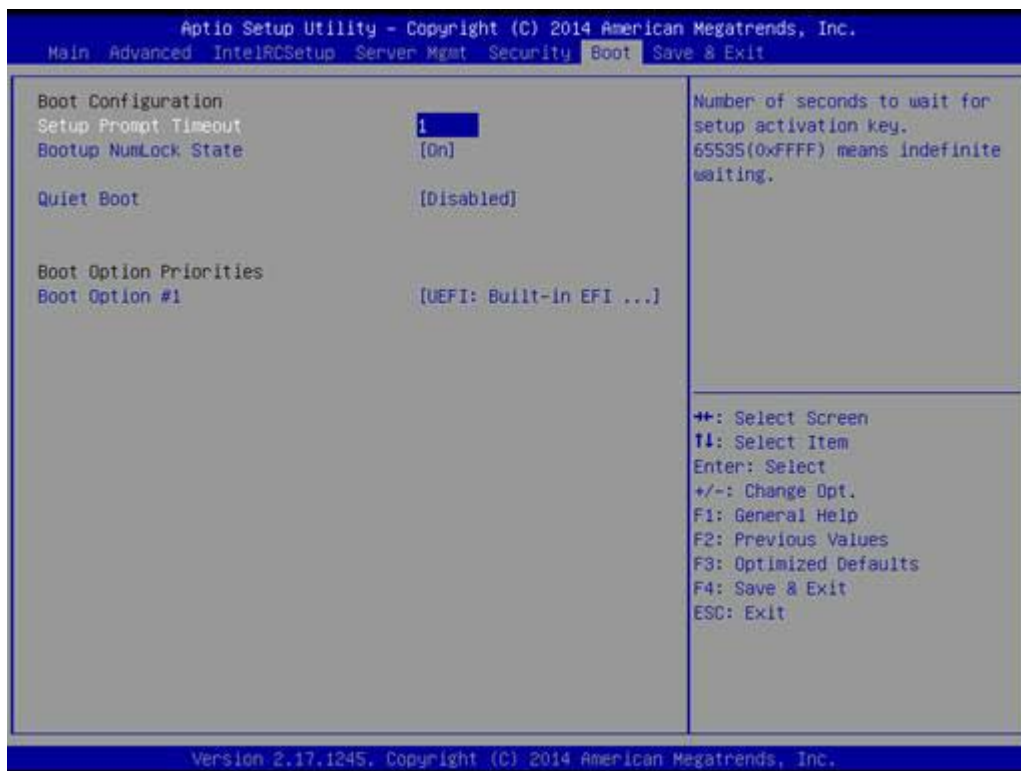 Aptio Setup Utility – Copyright (C) 2014 American Megatrends, Inc.
Main Advanced IntelRCSetup Server Mgmt Security Boot Save & Exit
Boot Configuration
Setup Prompt Timeout 1
Bootup NumLock State [On]
Quiet Boot [Disabled]
Boot Option Priorities
Boot Option #1 [UEFI: Built-in EFI ...]
Number of seconds to wait for
setup activation key.
65535(0xFFFF) means indefinite
waiting.
→←: Select Screen
↑↓: Select Item
Enter: Select
+/-: Change Opt.
F1: General Help
F2: Previous Values
F3: Optimized Defaults
F4: Save & Exit
ESC: Exit
Version 2.17.1245. Copyright (C) 2014 American Megatrends, Inc.